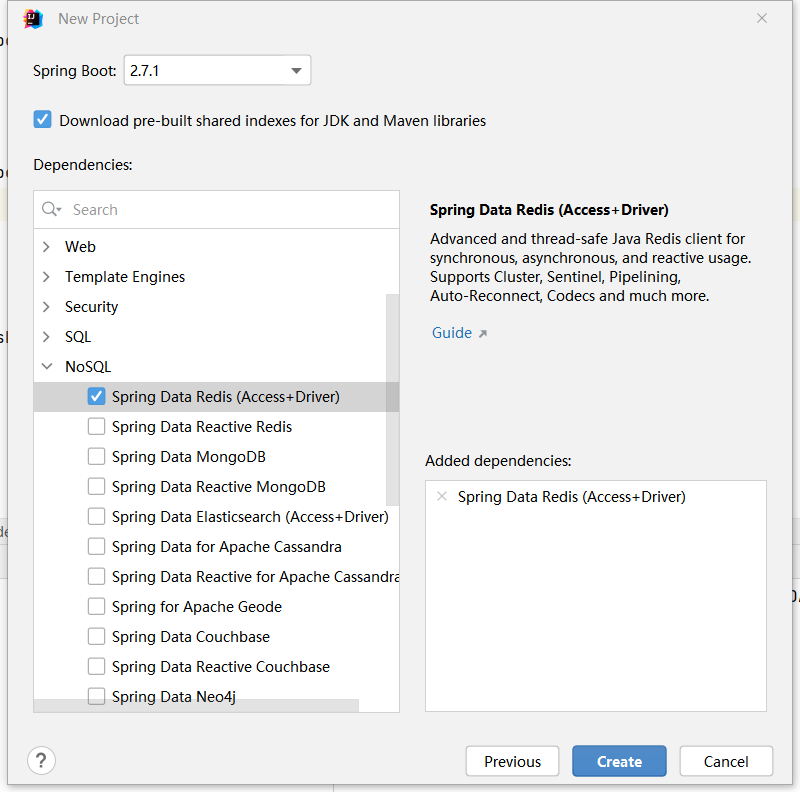 New Project
Spring Boot: 2.7.1
Download pre-built shared indexes for JDK and Maven libraries
Dependencies:
Search
Web
Template Engines
Security
SQL
NoSQL
Spring Data Redis (Access+Driver)
Spring Data Reactive Redis
Spring Data MongoDB
Spring Data Reactive MongoDB
Spring Data Elasticsearch (Access+Driver)
Spring Data for Apache Cassandra
Spring Data Reactive for Apache Cassandra
Spring for Apache Geode
Spring Data Couchbase
Spring Data Reactive Couchbase
Spring Data Neo4j
Spring Data Redis (Access+Driver)
Advanced and thread-safe Java Redis client for
synchronous, asynchronous, and reactive usage.
Supports Cluster, Sentinel, Pipelining,
Auto-Reconnect, Codecs and much more.
Guide
Added dependencies:
Spring Data Redis (Access+Driver)
?
Previous
Create
Cancel